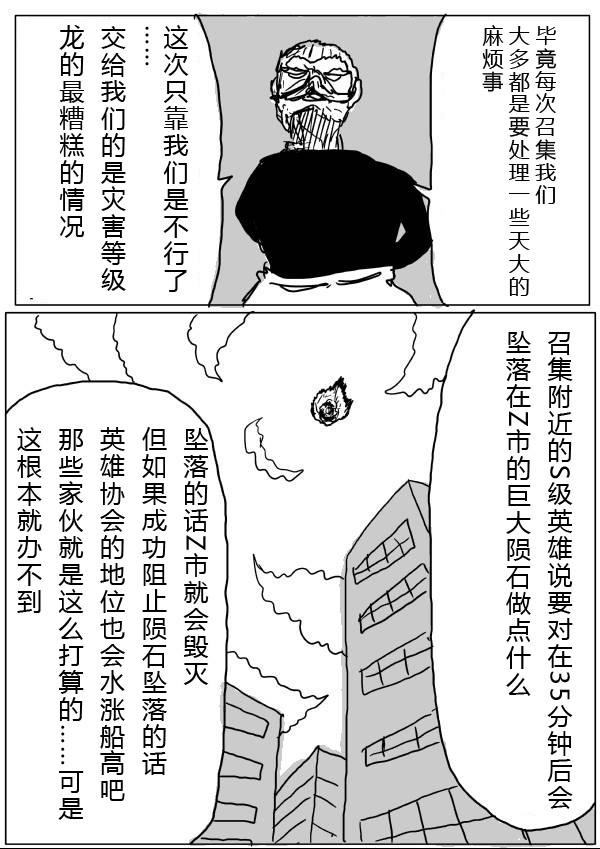 毕竟每次召集我们
大多都是要处理一些天大的
麻烦事
这次只靠我们是不行了
……
交给我们的是灾害等级
龙的最糟糕的情况
召集附近的S级英雄说要对在35分钟后会
坠落在Z市的巨大陨石做点什么
坠落的话Z市就会毁灭
但如果成功阻止陨石坠落的话
英雄协会的地位也会水涨船高吧
那些家伙就是这么打算的……可是
这根本就办不到